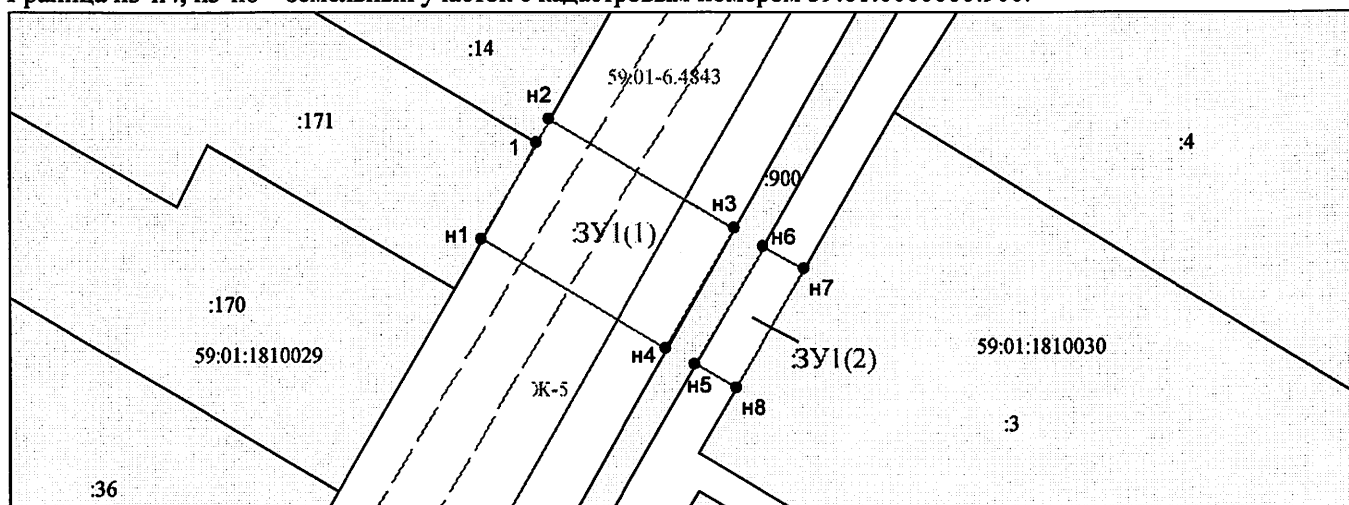 Граница н3-н4, н5-н6 – земельный участок с кадастровым номером 59:01:0000000:900.
:14
59:01-6.4843
н2
:171
1
:4
:900
н3
:ЗУ1(1)
н1
н6
н7
:170
59:01:1810029
59:01:1810030
н4
н5
:ЗУ1(2)
Ж-5
н8
:3
:36